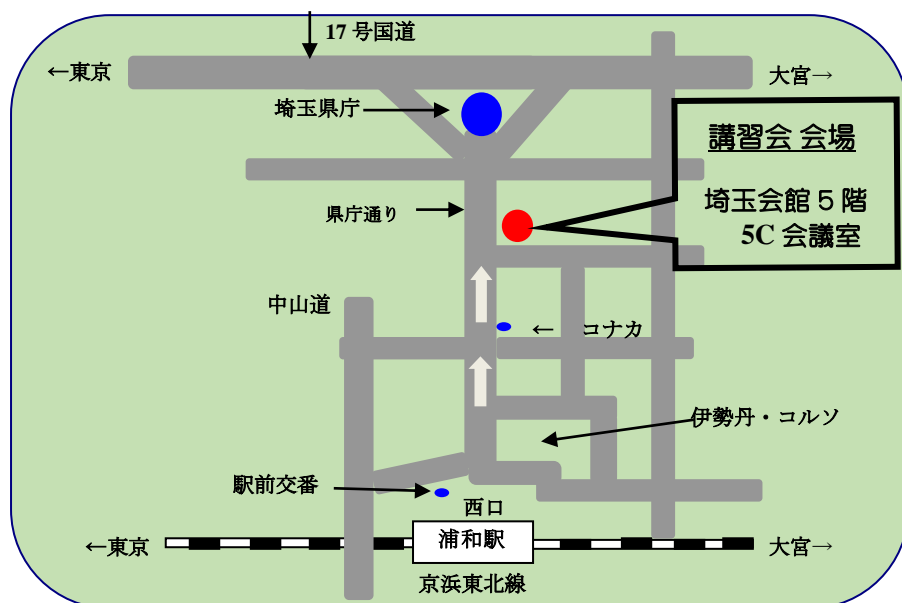 17 号国道
←東京
大宮→
埼玉県庁
講習会 会場
埼玉会館 5 階
5C 会議室
県庁通り
中山道
← コナカ
伊勢丹・コルソ
駅前交番
西口
←東京
浦和駅
大宮→
京浜東北線